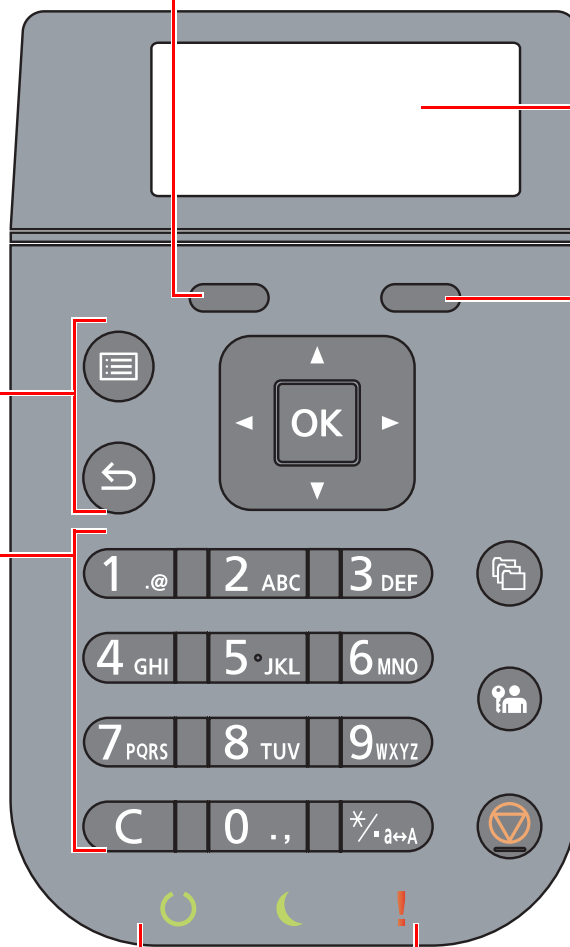 OK
1 .@ 2 ABC 3 DEF
4 GHI 5 JKL 6 MNO
7 PQRS 8 TUV 9 WXYZ
C 0 ., */. a↔A
!